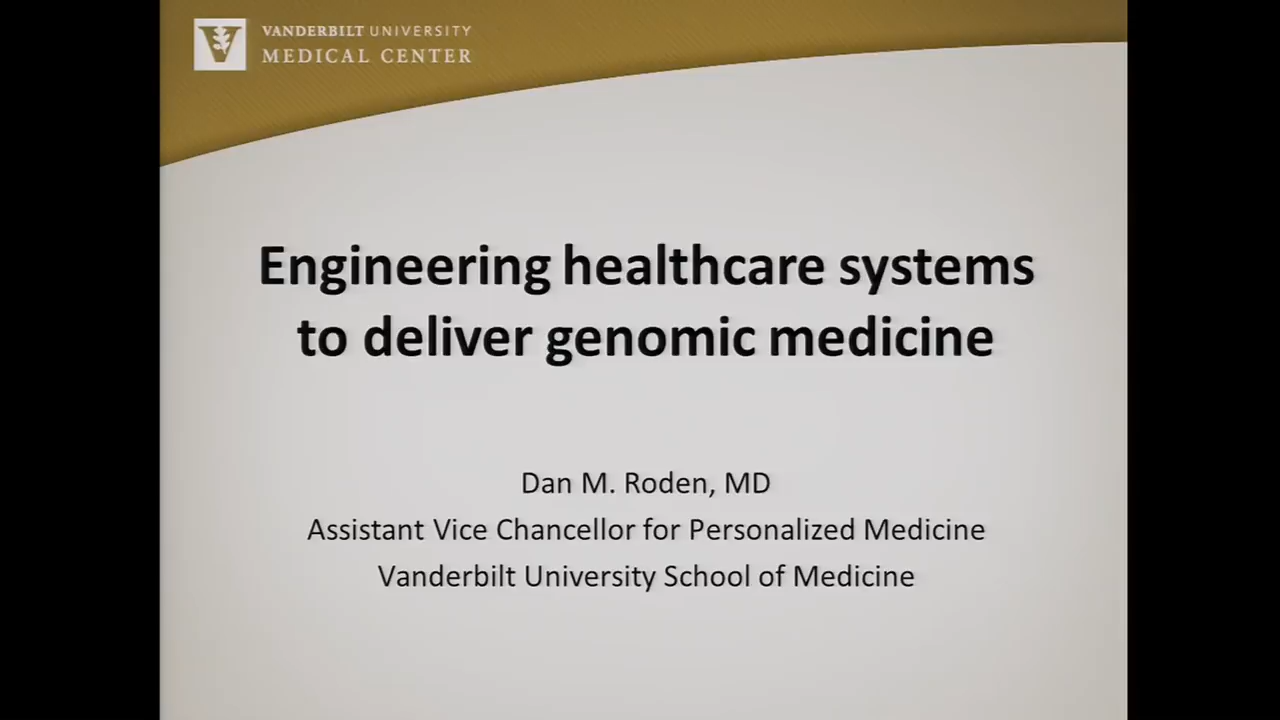 VANDERBILT UNIVERSITY
MEDICAL CENTER
Engineering healthcare systems
to deliver genomic medicine
Dan M. Roden, MD
Assistant Vice Chancellor for Personalized Medicine
Vanderbilt University School of Medicine